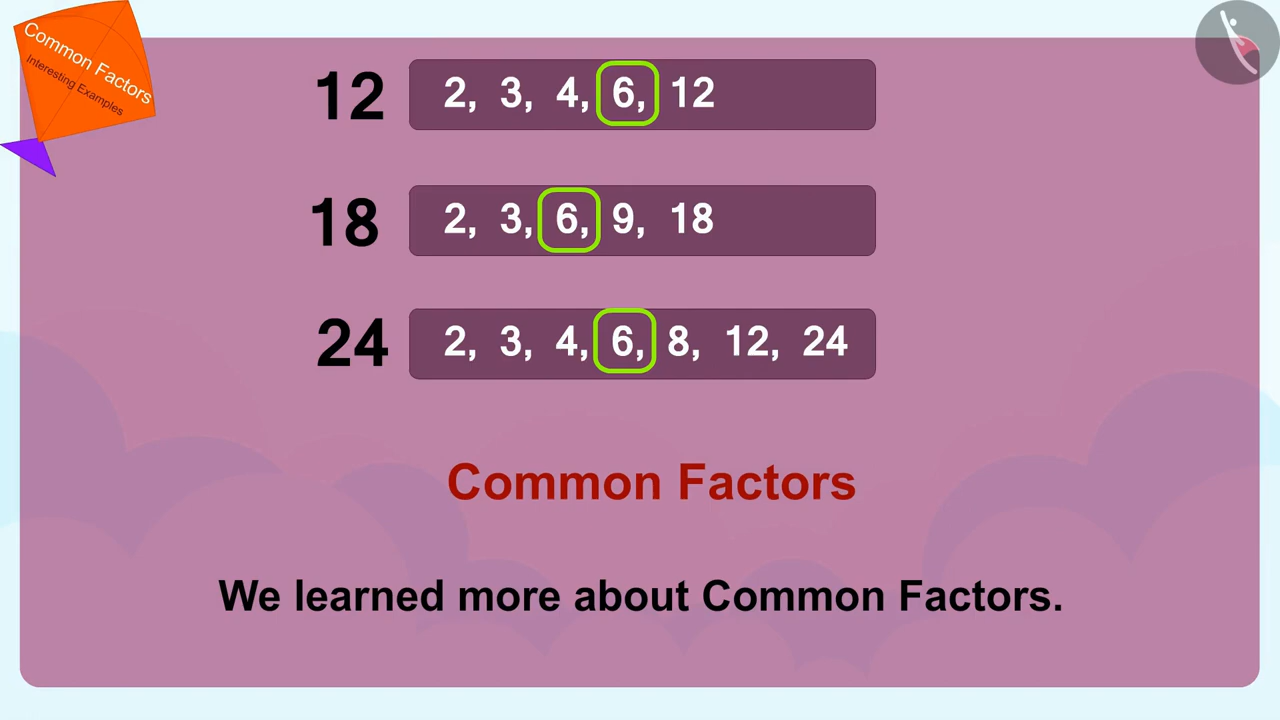 Common Factors
Interesting Examples
12 2, 3, 4, 6, 12
18 2, 3, 6, 9, 18
24 2, 3, 4, 6, 8, 12, 24
Common Factors
We learned more about Common Factors.